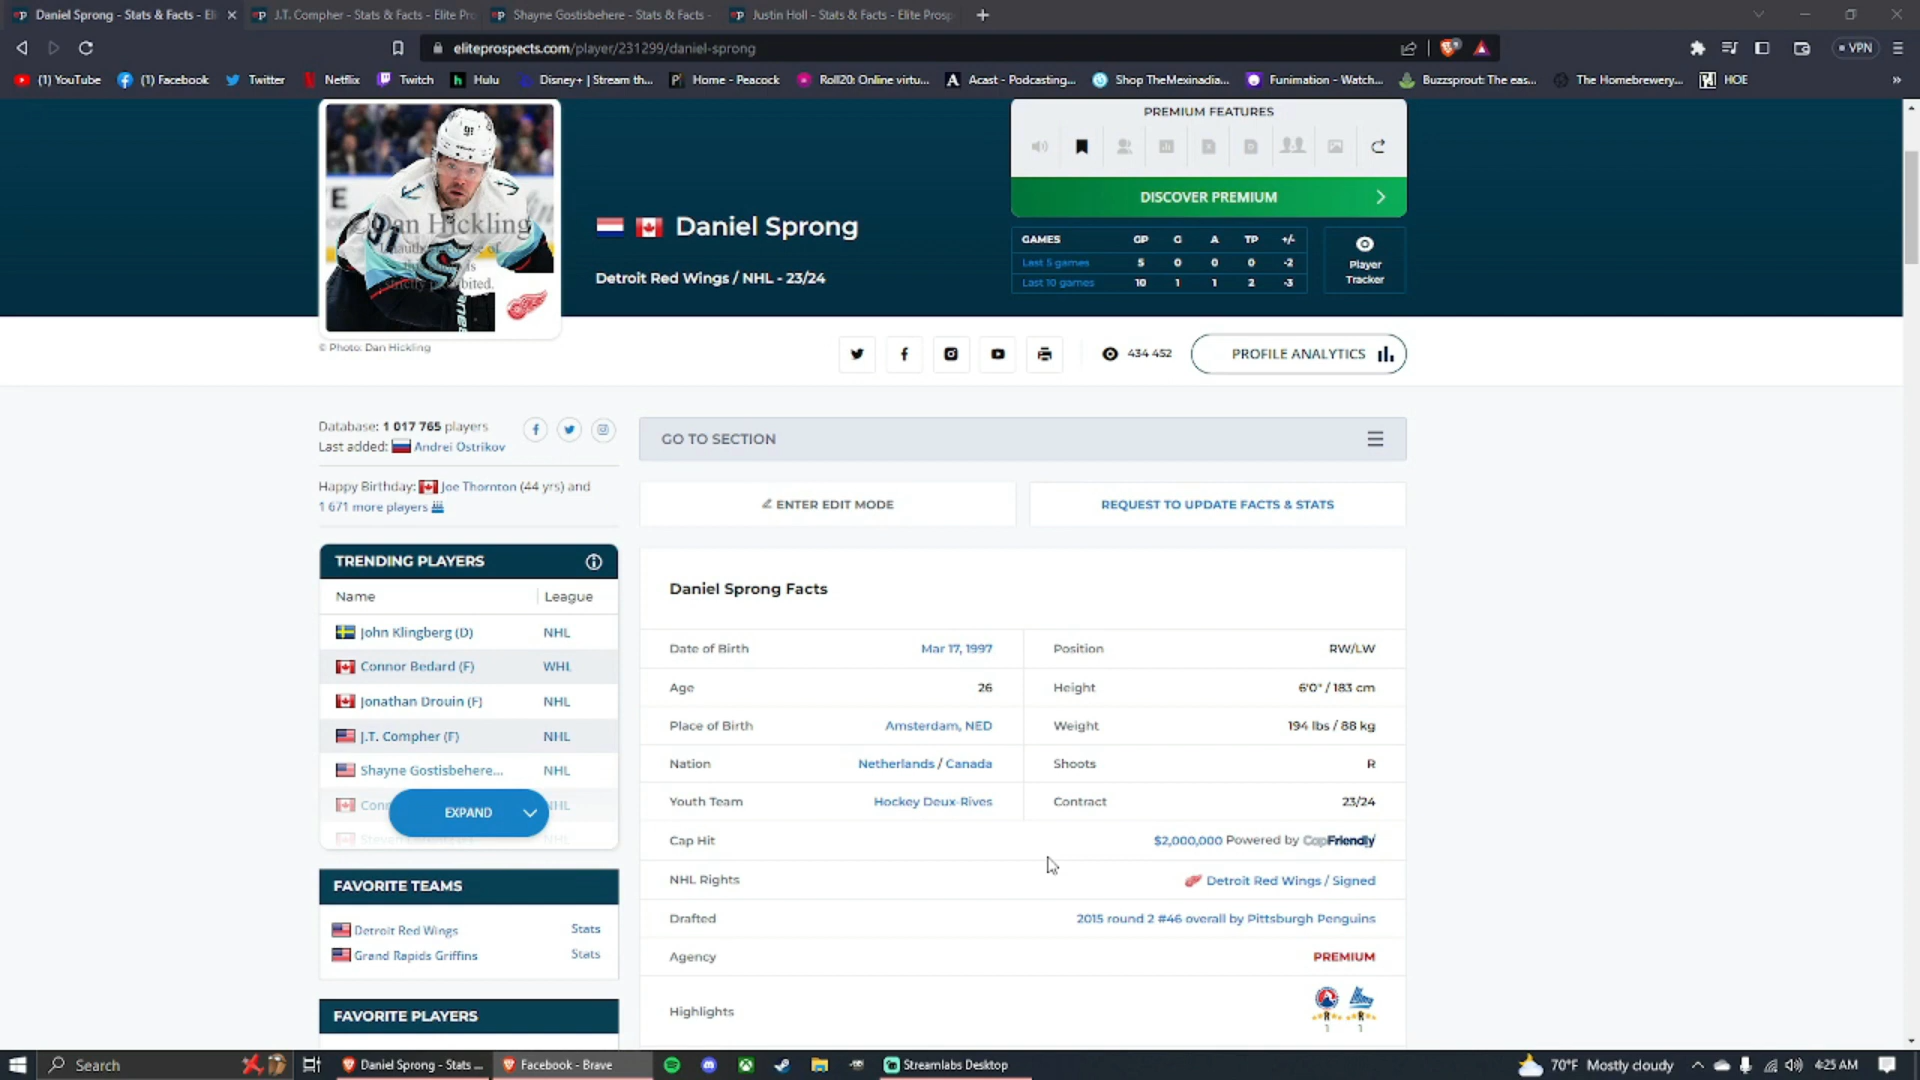 Daniel Sprong - Stats & Facts - Eli
J.T. Compher - Stats & Facts - Elite Pro
Shayne Gostisbehere - Stats & Facts -
Justin Holl - Stats & Facts - Elite Prosp
eliteprospects.com/player/231299/daniel-sprong
VPN
(1) YouTube
(1) Facebook
Twitter
Netflix
Twitch
Hulu
Disney+ | Stream th...
Home - Peacock
Roll20: Online virtu...
Acast - Podcasting...
Shop TheMexinadia...
Funimation - Watch...
Buzzsprout: The eas...
The Homebrewery...
HOE
PREMIUM FEATURES
DISCOVER PREMIUM
Daniel Sprong
Detroit Red Wings / NHL - 23/24
GAMES GP G A TP +/-
Last 5 games 5 0 0 0 -2
Last 10 games 10 1 1 2 -3
Player
Tracker
91
©Dan Hickling
© Photo: Dan Hickling
434 452
PROFILE ANALYTICS
Database: 1 017 765 players
Last added: Andrei Ostrikov
Happy Birthday: Joe Thornton (44 yrs) and
1 671 more players
GO TO SECTION
ENTER EDIT MODE
REQUEST TO UPDATE FACTS & STATS
TRENDING PLAYERS
Name League
John Klingberg (D) NHL
Connor Bedard (F) WHL
Jonathan Drouin (F) NHL
J.T. Compher (F) NHL
Shayne Gostisbehere... NHL
EXPAND
FAVORITE TEAMS
Detroit Red Wings Stats
Grand Rapids Griffins Stats
FAVORITE PLAYERS
Daniel Sprong Facts
Date of Birth Mar 17, 1997
Position RW/LW
Age 26
Height 6'0" / 183 cm
Place of Birth Amsterdam, NED
Weight 194 lbs / 88 kg
Nation Netherlands / Canada
Shoots R
Youth Team Hockey Deux-Rives
Contract 23/24
Cap Hit $2,000,000 Powered by CapFriendly
NHL Rights Detroit Red Wings / Signed
Drafted 2015 round 2 #46 overall by Pittsburgh Penguins
Agency PREMIUM
Highlights
1 1
Search
Daniel Sprong - Stats ...
Facebook - Brave
Streamlabs Desktop
70°F Mostly cloudy
4:25 AM